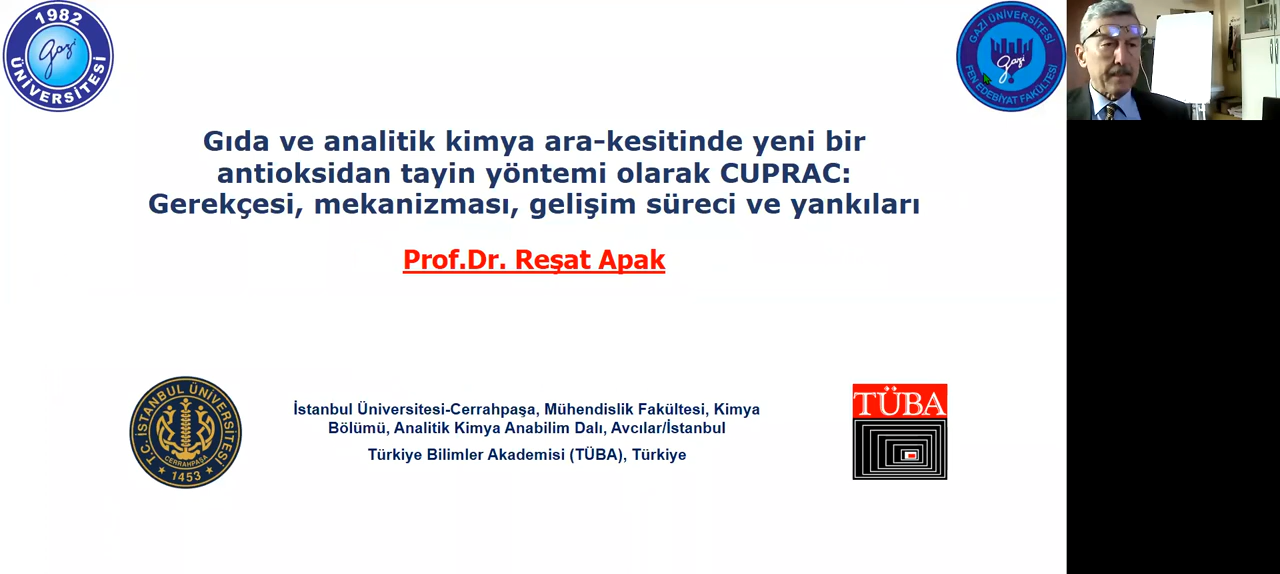 1982
gazi
ÜNİVERSİTESİ
GAZİ ÜNİVERSİTESİ
gazi
FEN EDEBİYAT FAKÜLTESİ
Gıda ve analitik kimya ara-kesitinde yeni bir
antioksidan tayin yöntemi olarak CUPRAC:
Gerekçesi, mekanizması, gelişim süreci ve yankıları
Prof.Dr. Reşat Apak
T.C. İSTANBUL ÜNİVERSİTESİ
CERRAHPAŞA
1453
İstanbul Üniversitesi-Cerrahpaşa, Mühendislik Fakültesi, Kimya
Bölümü, Analitik Kimya Anabilim Dalı, Avcılar/İstanbul
Türkiye Bilimler Akademisi (TÜBA), Türkiye
TÜBA